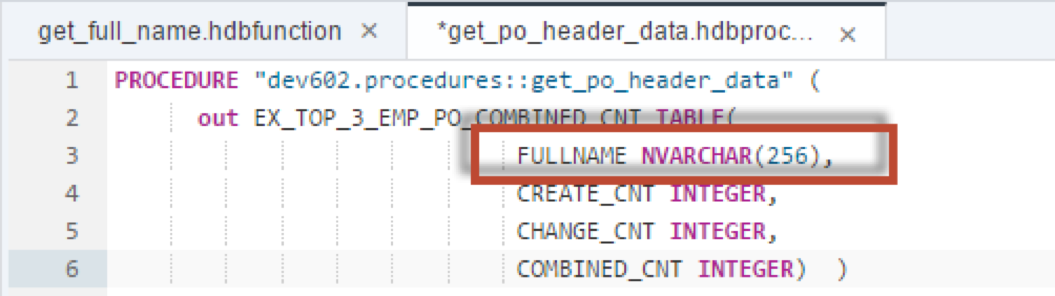 get_full_name.hdbfunction ×
*get_po_header_data.hdbproc... ×
1 PROCEDURE "dev602.procedures::get_po_header_data" (
2 out EX_TOP_3_EMP_PO_COMBINED_CNT TABLE(
3 FULLNAME NVARCHAR(256),
4 CREATE_CNT INTEGER,
5 CHANGE_CNT INTEGER,
6 COMBINED_CNT INTEGER) )